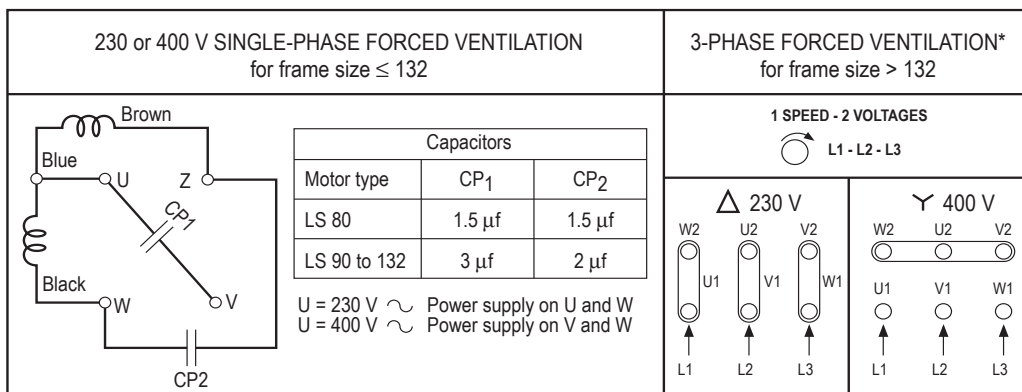 230 or 400 V SINGLE-PHASE FORCED VENTILATION
for frame size ≤ 132
3-PHASE FORCED VENTILATION*
for frame size > 132
Brown
Blue
U
Z
CP1
Black
W
V
CP2
Capacitors
Motor type CP1 CP2
LS 80 1.5 µf 1.5 µf
LS 90 to 132 3 µf 2 µf
U = 230 V ~ Power supply on U and W
U = 400 V ~ Power supply on V and W
1 SPEED - 2 VOLTAGES
L1 - L2 - L3
Δ 230 V
W2 U2 V2
U1 V1 W1
L1 L2 L3
Y 400 V
W2 U2 V2
U1 V1 W1
L1 L2 L3